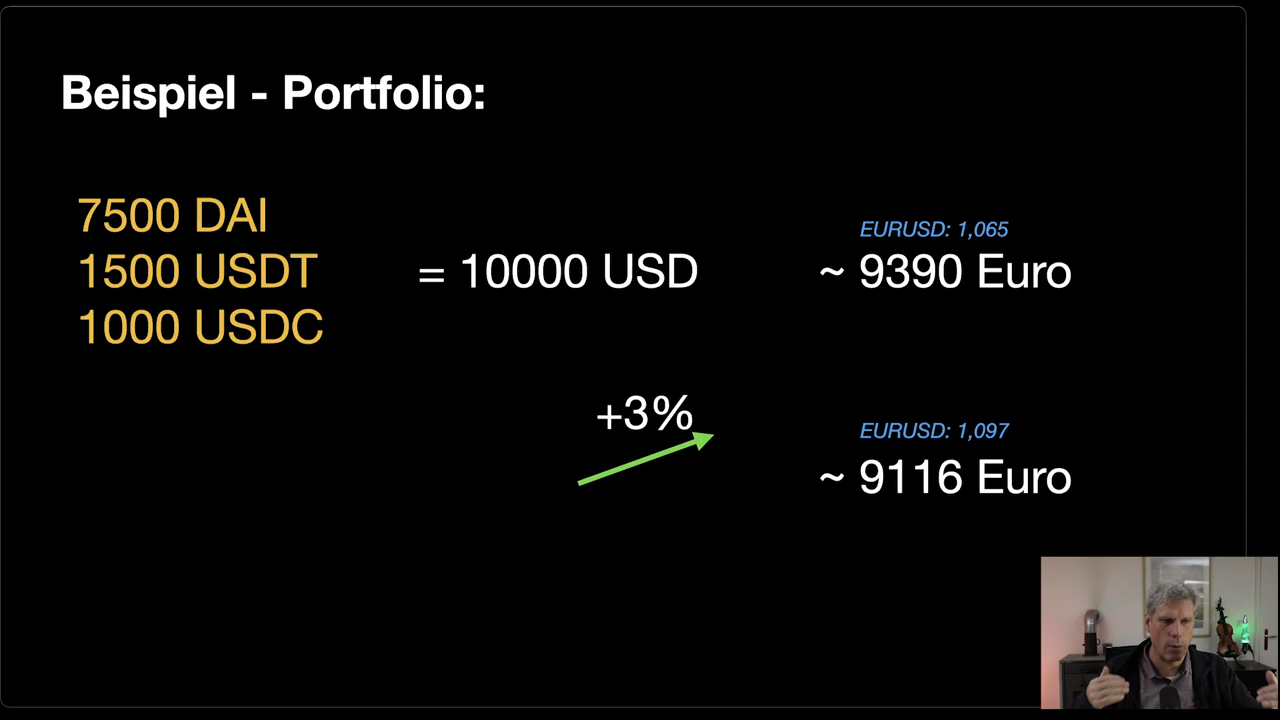 Beispiel - Portfolio:
7500 DAI
1500 USDT
1000 USDC
= 10000 USD
EURUSD: 1,065
~ 9390 Euro
+3%
EURUSD: 1,097
~ 9116 Euro